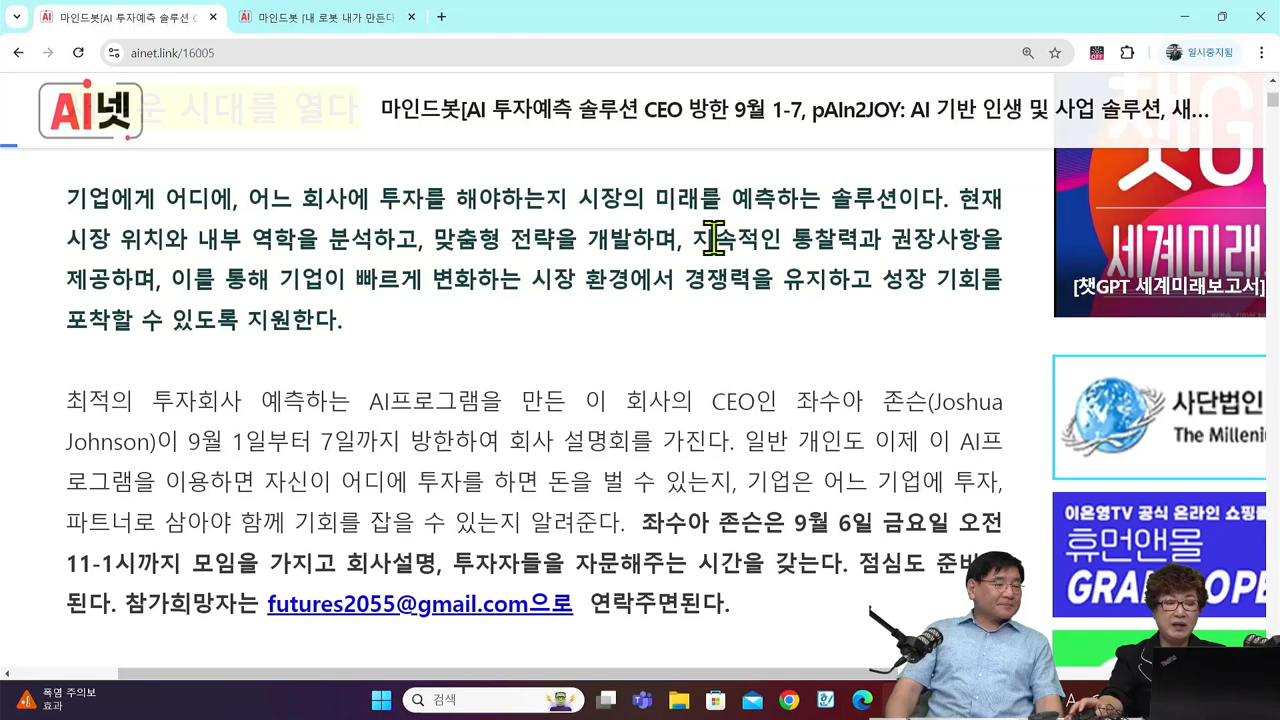 마인드봇[AI 투자예측 솔루션 C
마인드봇 [내 로봇 내가 만든다]
ainet.link/16005
OFF
일시중지됨
Ai넷
운 시대를 열다
마인드봇[AI 투자예측 솔루션 CEO 방한 9월 1-7, pAIn2JOY: AI 기반 인생 및 사업 솔루션, 새...
기업에게 어디에, 어느 회사에 투자를 해야하는지 시장의 미래를 예측하는 솔루션이다. 현재
시장 위치와 내부 역학을 분석하고, 맞춤형 전략을 개발하며, 지속적인 통찰력과 권장사항을
제공하며, 이를 통해 기업이 빠르게 변화하는 시장 환경에서 경쟁력을 유지하고 성장 기회를
포착할 수 있도록 지원한다.
최적의 투자회사 예측하는 AI프로그램을 만든 이 회사의 CEO인 좌수아 존슨(Joshua
Johnson)이 9월 1일부터 7일까지 방한하여 회사 설명회를 가진다. 일반 개인도 이제 이 AI프
로그램을 이용하면 자신이 어디에 투자를 하면 돈을 벌 수 있는지, 기업은 어느 기업에 투자,
파트너로 삼아야 함께 기회를 잡을 수 있는지 알려준다. 좌수아 존슨은 9월 6일 금요일 오전
11-1시까지 모임을 가지고 회사설명, 투자자들을 자문해주는 시간을 갖는다. 점심도 준비
된다. 참가희망자는 futures2055@gmail.com으로 연락주면된다.
챗G
세계미래
[챗GPT 세계미래보고서]
사단법인
The Milleni
이은영TV 공식 온라인 쇼핑몰
휴먼앤몰
GRAND OPE
폭염 주의보
효과
검색
ThinkPad
A